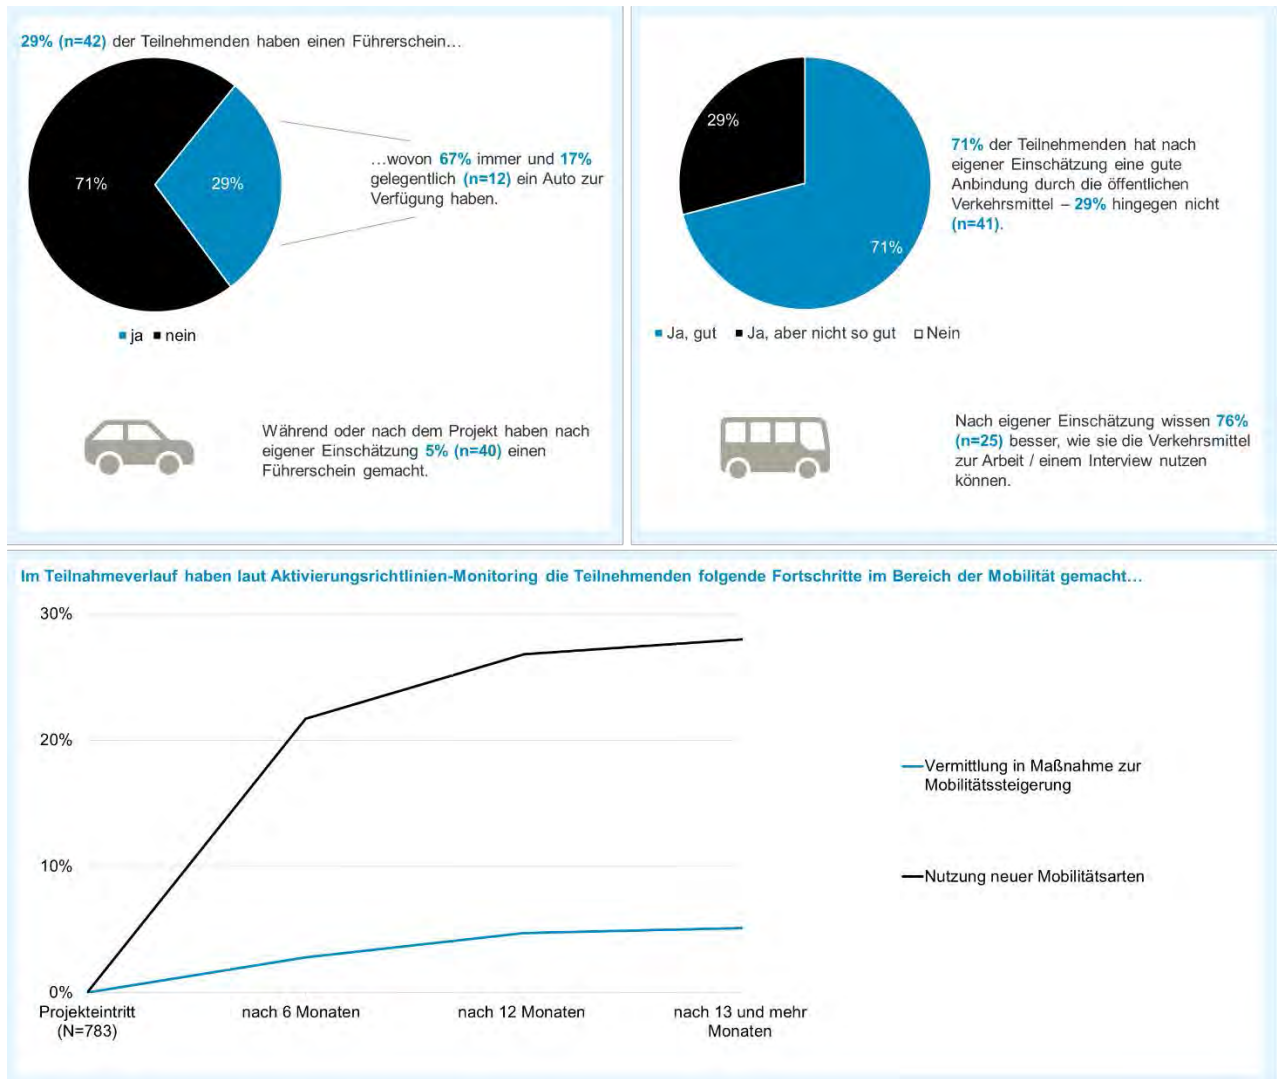 29% (n=42) der Teilnehmenden haben einen Führerschein…
71%
29%
…wovon 67% immer und 17%
gelegentlich (n=12) ein Auto zur
Verfügung haben.
ja nein
Während oder nach dem Projekt haben nach
eigener Einschätzung 5% (n=40) einen
Führerschein gemacht.
29%
71%
71% der Teilnehmenden hat nach
eigener Einschätzung eine gute
Anbindung durch die öffentlichen
Verkehrsmittel – 29% hingegen nicht
(n=41).
Ja, gut Ja, aber nicht so gut Nein
Nach eigener Einschätzung wissen 76%
(n=25) besser, wie sie die Verkehrsmittel
zur Arbeit / einem Interview nutzen
können.
Im Teilnahmeverlauf haben laut Aktivierungsrichtlinien-Monitoring die Teilnehmenden folgende Fortschritte im Bereich der Mobilität gemacht…
30%
20%
10%
0%
Projekteintritt
(N=783)
nach 6 Monaten
nach 12 Monaten
nach 13 und mehr
Monaten
Vermittlung in Maßnahme zur
Mobilitätssteigerung
Nutzung neuer Mobilitätsarten